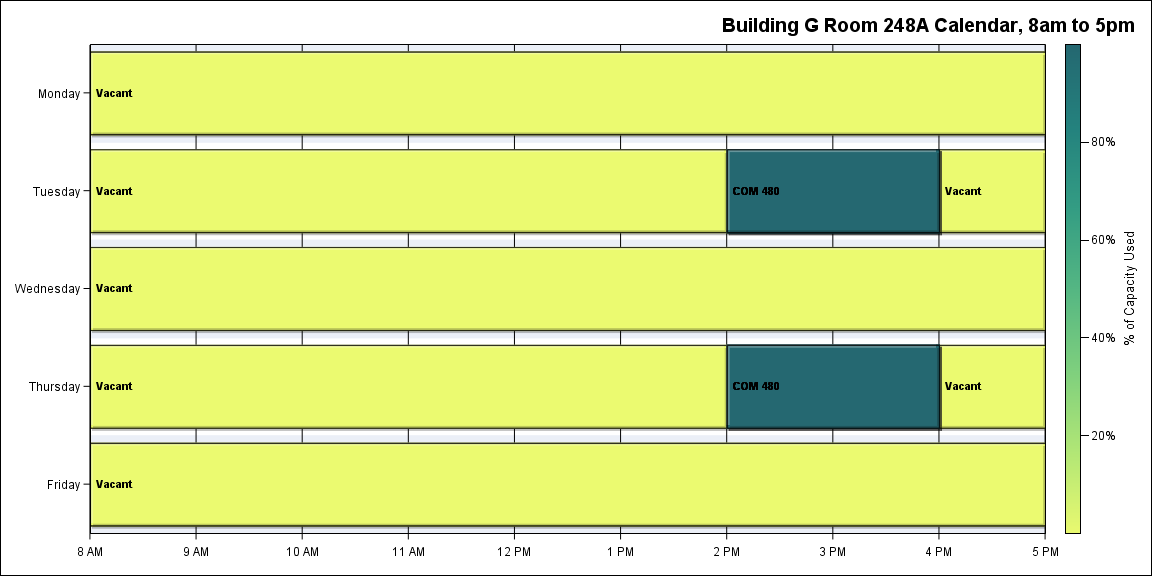 Building G Room 248A Calendar, 8am to 5pm
Monday
Vacant
80%
Tuesday
Vacant
COM 480
Vacant
60%
% of Capacity Used
Wednesday
Vacant
40%
Thursday
Vacant
COM 480
Vacant
20%
Friday
Vacant
8 AM
9 AM
10 AM
11 AM
12 PM
1 PM
2 PM
3 PM
4 PM
5 PM